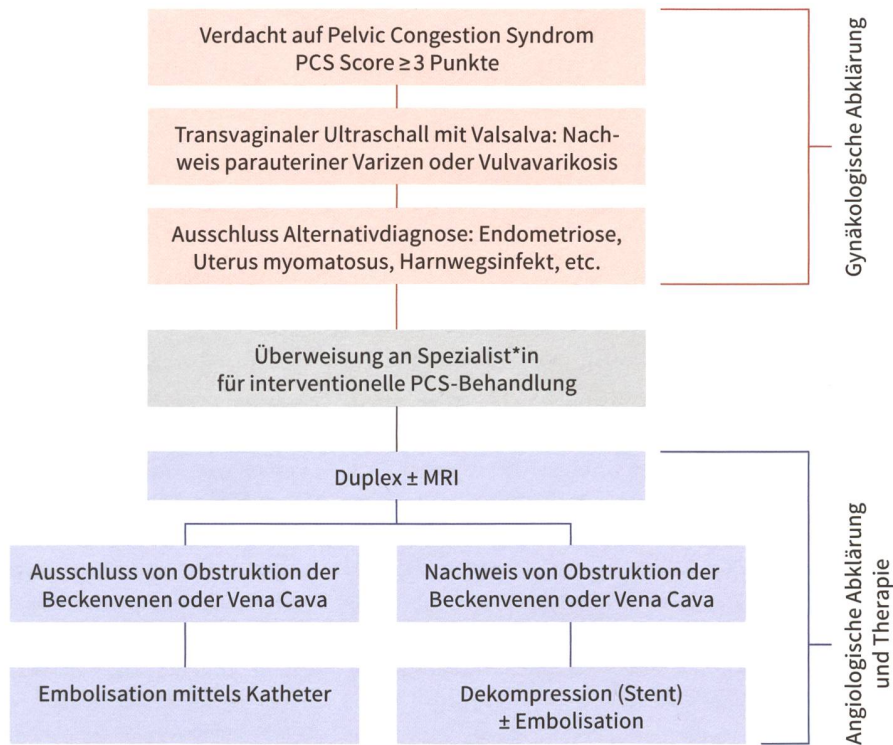 Verdacht auf Pelvic Congestion Syndrom
PCS Score ≥ 3 Punkte
Transvaginaler Ultraschall mit Valsalva: Nach-
weis parauteriner Varizen oder Vulvavarikosis
Ausschluss Alternativdiagnose: Endometriose,
Uterus myomatosus, Harnwegsinfekt, etc.
Gynäkologische Abklärung
Überweisung an Spezialist*in
für interventionelle PCS-Behandlung
Duplex ± MRI
Ausschluss von Obstruktion der
Beckenvenen oder Vena Cava
Nachweis von Obstruktion der
Beckenvenen oder Vena Cava
Embolisation mittels Katheter
Dekompression (Stent)
± Embolisation
Angiologische Abklärung
und Therapie